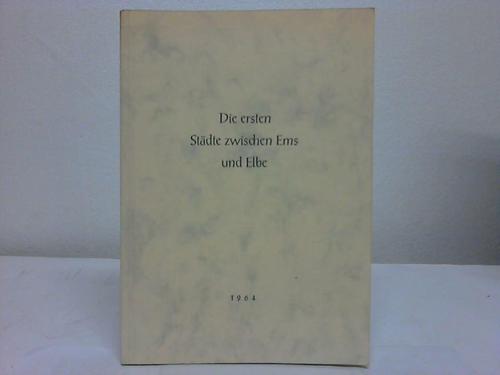 Die ersten
Städte zwischen Ems
und Elbe
1964